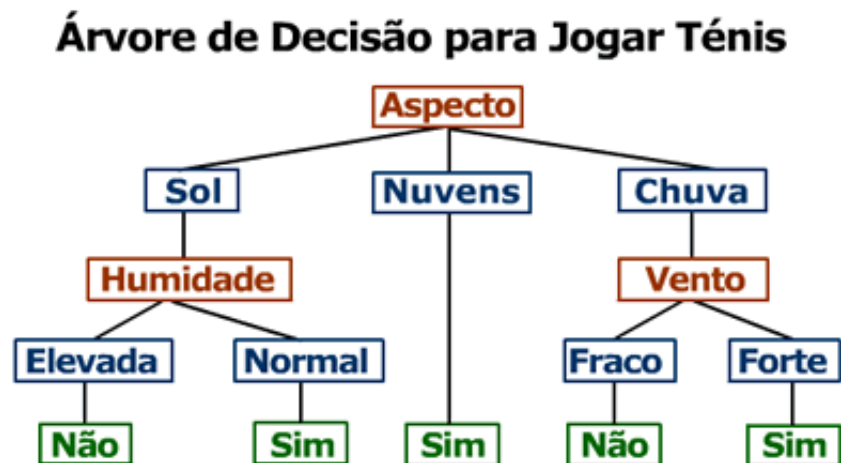 Árvore de Decisão para Jogar Ténis
Aspecto
Sol Nuvens Chuva
Humidade Vento
Elevada Normal Fraco Forte
Não Sim Sim Não Sim